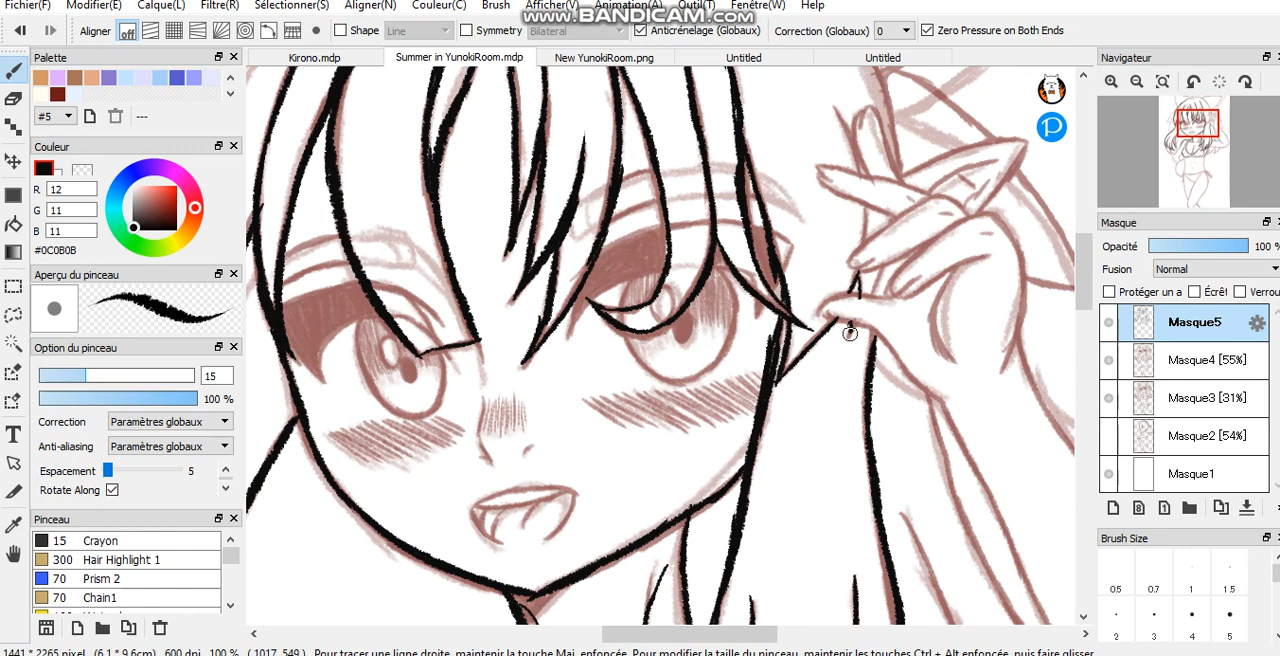 Fichier(F) Modifier(E) Calque(L) Filtre(R) Sélectionner(S) Aligner(N) Couleur(C) Brush Afficher(V) Animation(A) Outil(T) Fenêtre(W) Help
www.BANDICAM.com
Aligner off Shape Line Symmetry Bilateral Anticrénelage (Globaux) Correction (Globaux) 0 Zero Pressure on Both Ends
Palette
Kirono.mdp Summer in YunokiRoom.mdp New YunokiRoom.png Untitled Untitled
Navigateur
#5 ---
Couleur
R 12
G 11
B 11
#0C0B0B
Aperçu du pinceau
Option du pinceau
15
100 %
Correction Paramètres globaux
Anti-aliasing Paramètres globaux
Espacement 5
Rotate Along
Pinceau
15 Crayon
300 Hair Highlight 1
70 Prism 2
70 Chain1
P
Masque
Opacité 100 %
Fusion Normal
Protéger un a Écrêt Verrou
Masque5
Masque4 [55%]
Masque3 [31%]
Masque2 [54%]
Masque1
8 1
Brush Size
0.5 0.7 1 1.5
2 3 4 5
1441 * 2265 pixel (6.1 * 9.6cm) 600 dpi 100 % ( 1017, 549 ) Pour tracer une ligne droite, maintenir la touche Maj. enfoncée. Pour modifier la taille du pinceau, maintenir les touches Ctrl + Alt enfoncée, puis faire glisser